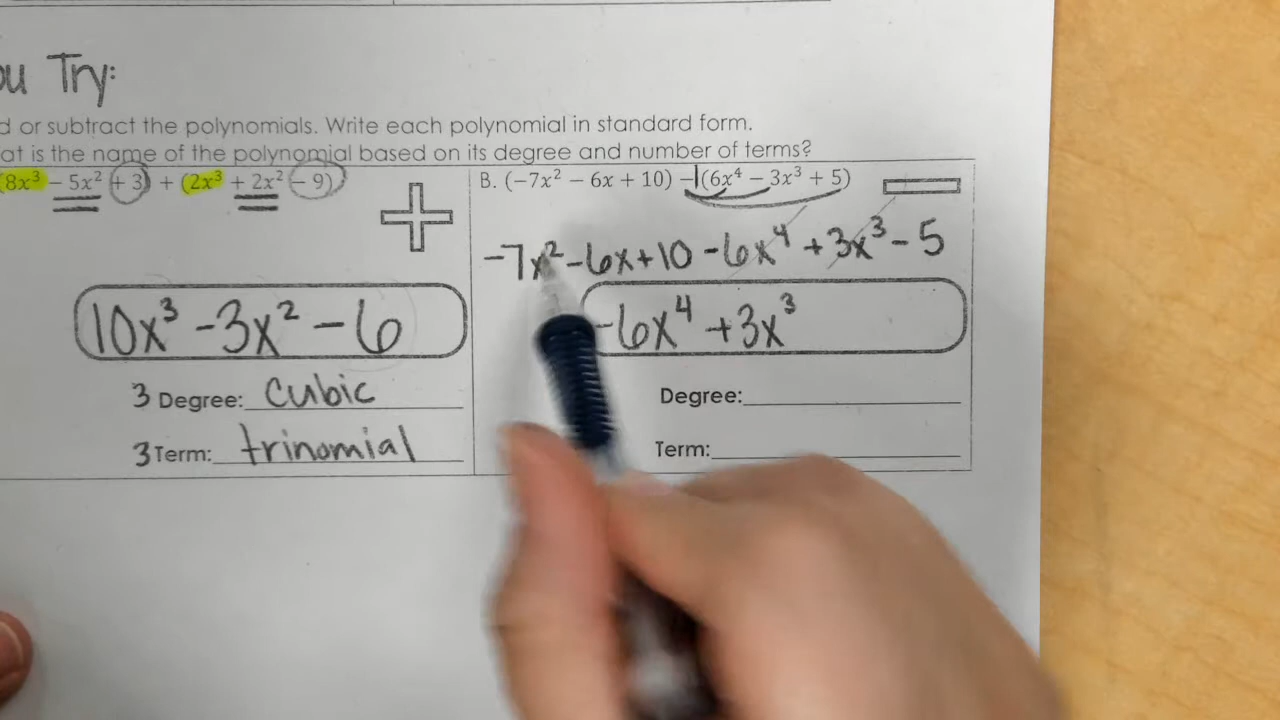 ou Try:
d or subtract the polynomials. Write each polynomial in standard form.
at is the name of the polynomial based on its degree and number of terms?
(8x³ − 5x² + 3) + (2x³ + 2x² − 9)
10x³ -3x² - 6
3 Degree: cubic
3 Term: trinomial
B. (−7x² − 6x + 10) −1(6x⁴ − 3x³ + 5)
-7x² -6x+10 -6x⁴ +3x³ - 5
-6x⁴ +3x³
Degree:
Term: